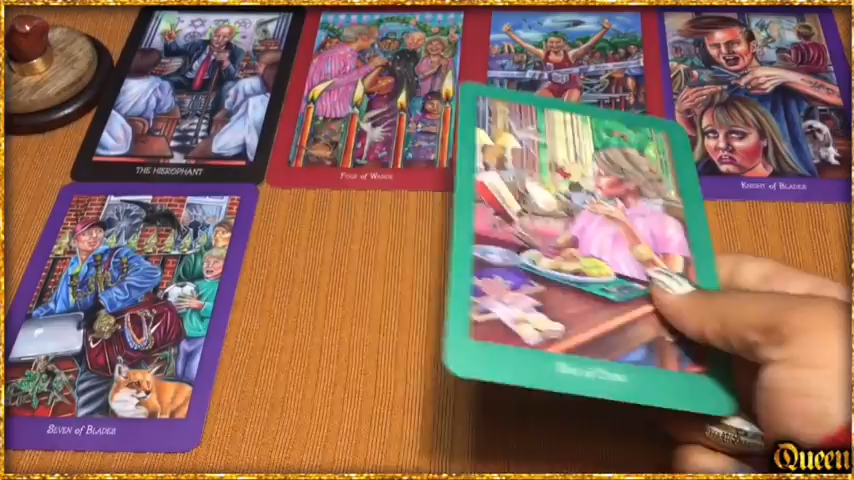 THE HIEROPHANT
FOUR of WANDS
KNIGHT of BLADES
SEVEN of BLADES
Queen